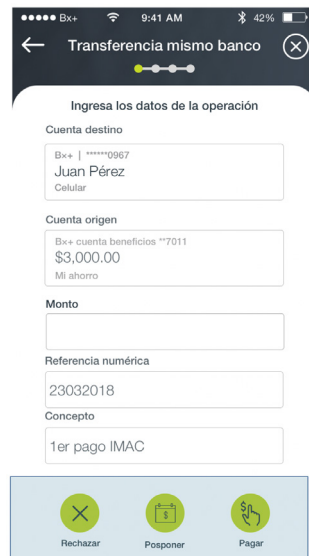 Bx+ 9:41 AM 42%
Transferencia mismo banco
Ingresa los datos de la operación
Cuenta destino
Bx+ | ******0967
Juan Pérez
Celular
Cuenta origen
Bx+ cuenta beneficios **7011
$3,000.00
Mi ahorro
Monto
Referencia numérica
23032018
Concepto
1er pago IMAC
$ $
Rechazar Posponer Pagar